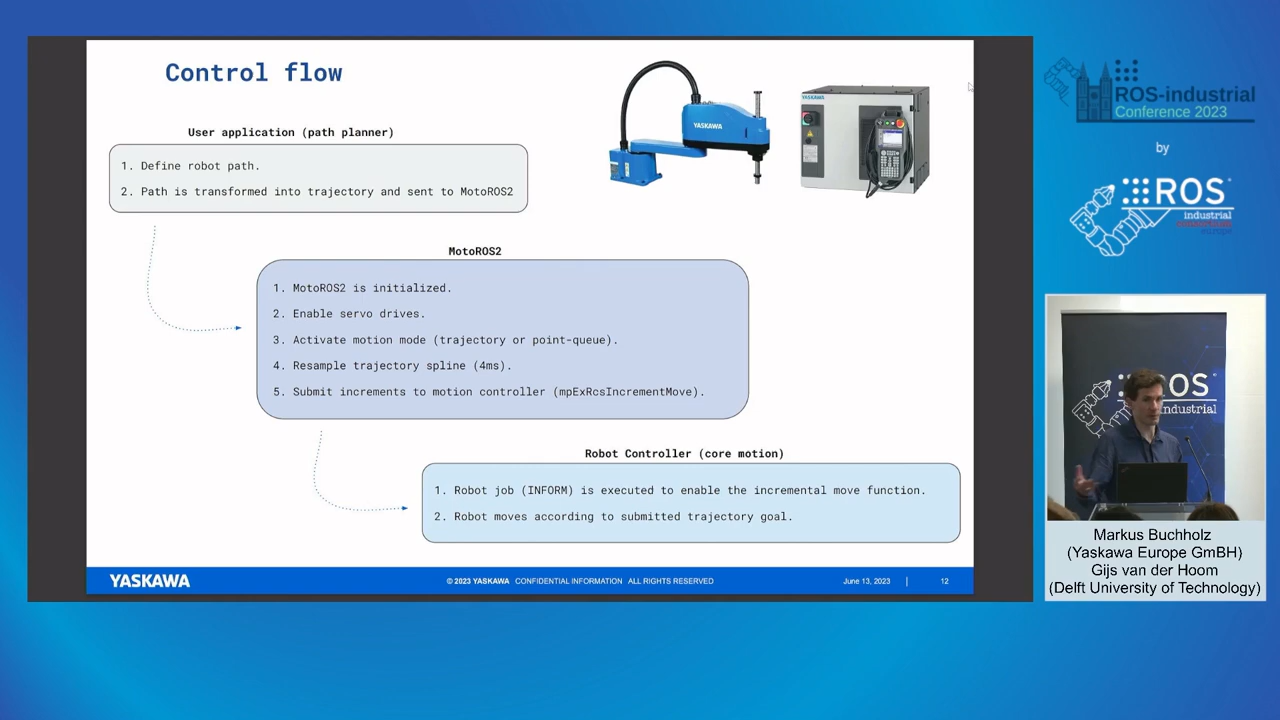 Control flow
YASKAWA
YASKAWA
User application (path planner)
1. Define robot path.
2. Path is transformed into trajectory and sent to MotoROS2
MotoROS2
1. MotoROS2 is initialized.
2. Enable servo drives.
3. Activate motion mode (trajectory or point-queue).
4. Resample trajectory spline (4ms).
5. Submit increments to motion controller (mpExRcsIncrementMove).
Robot Controller (core motion)
1. Robot job (INFORM) is executed to enable the incremental move function.
2. Robot moves according to submitted trajectory goal.
YASKAWA
© 2023 YASKAWA CONFIDENTIAL INFORMATION ALL RIGHTS RESERVED
June 13, 2023 | 12
ROS-industrial
Conference 2023
by
ROS
industrial
europe
ROS
industrial
Markus Buchholz
(Yaskawa Europe GmBH)
Gijs van der Hoorn
(Delft University of Technology)